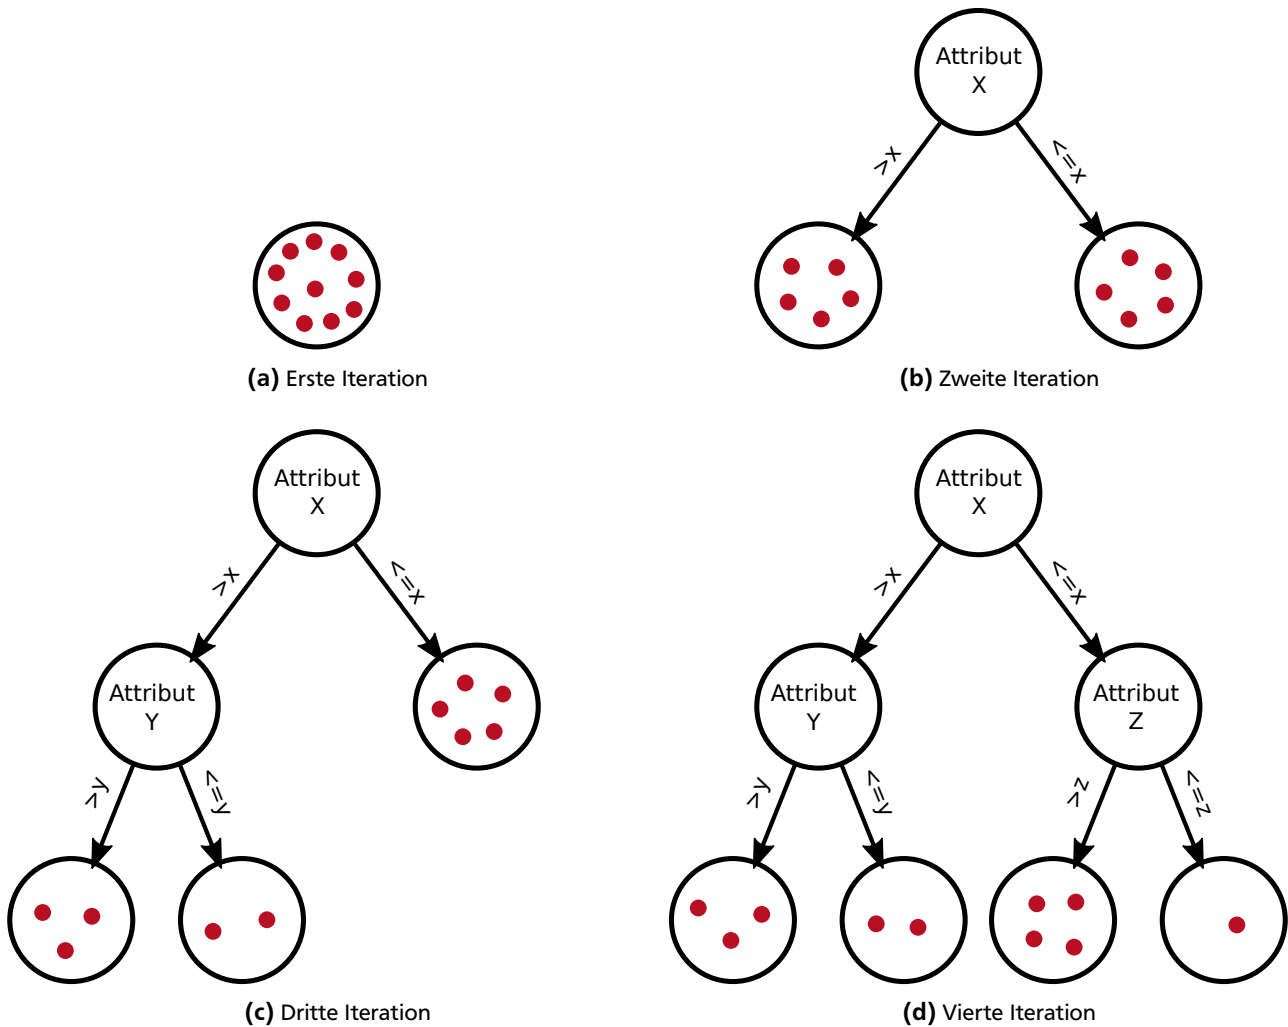 Attribut
X
>x
<=x
(a) Erste Iteration
(b) Zweite Iteration
Attribut
X
>x
<=x
Attribut
Y
>y
<=y
(c) Dritte Iteration
Attribut
X
>x
<=x
Attribut
Y
Attribut
Z
>y
<=y
>z
<=z
(d) Vierte Iteration